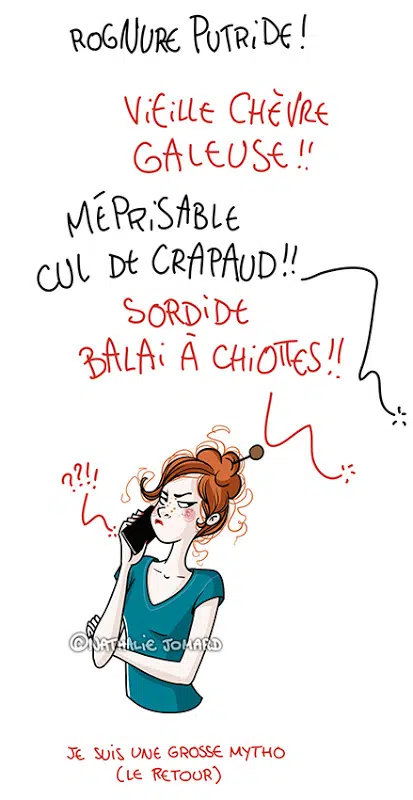 ROGNURE PUTRIDE !
VIEILLE CHÈVRE
GALEUSE !!
MÉPRISABLE
CUL DE CRAPAUD !!
SORDIDE
BALAI À CHIOTTES !!
??!!
©NATHALIE JOMARD
JE SUIS UNE GROSSE MYTHO
(LE RETOUR)